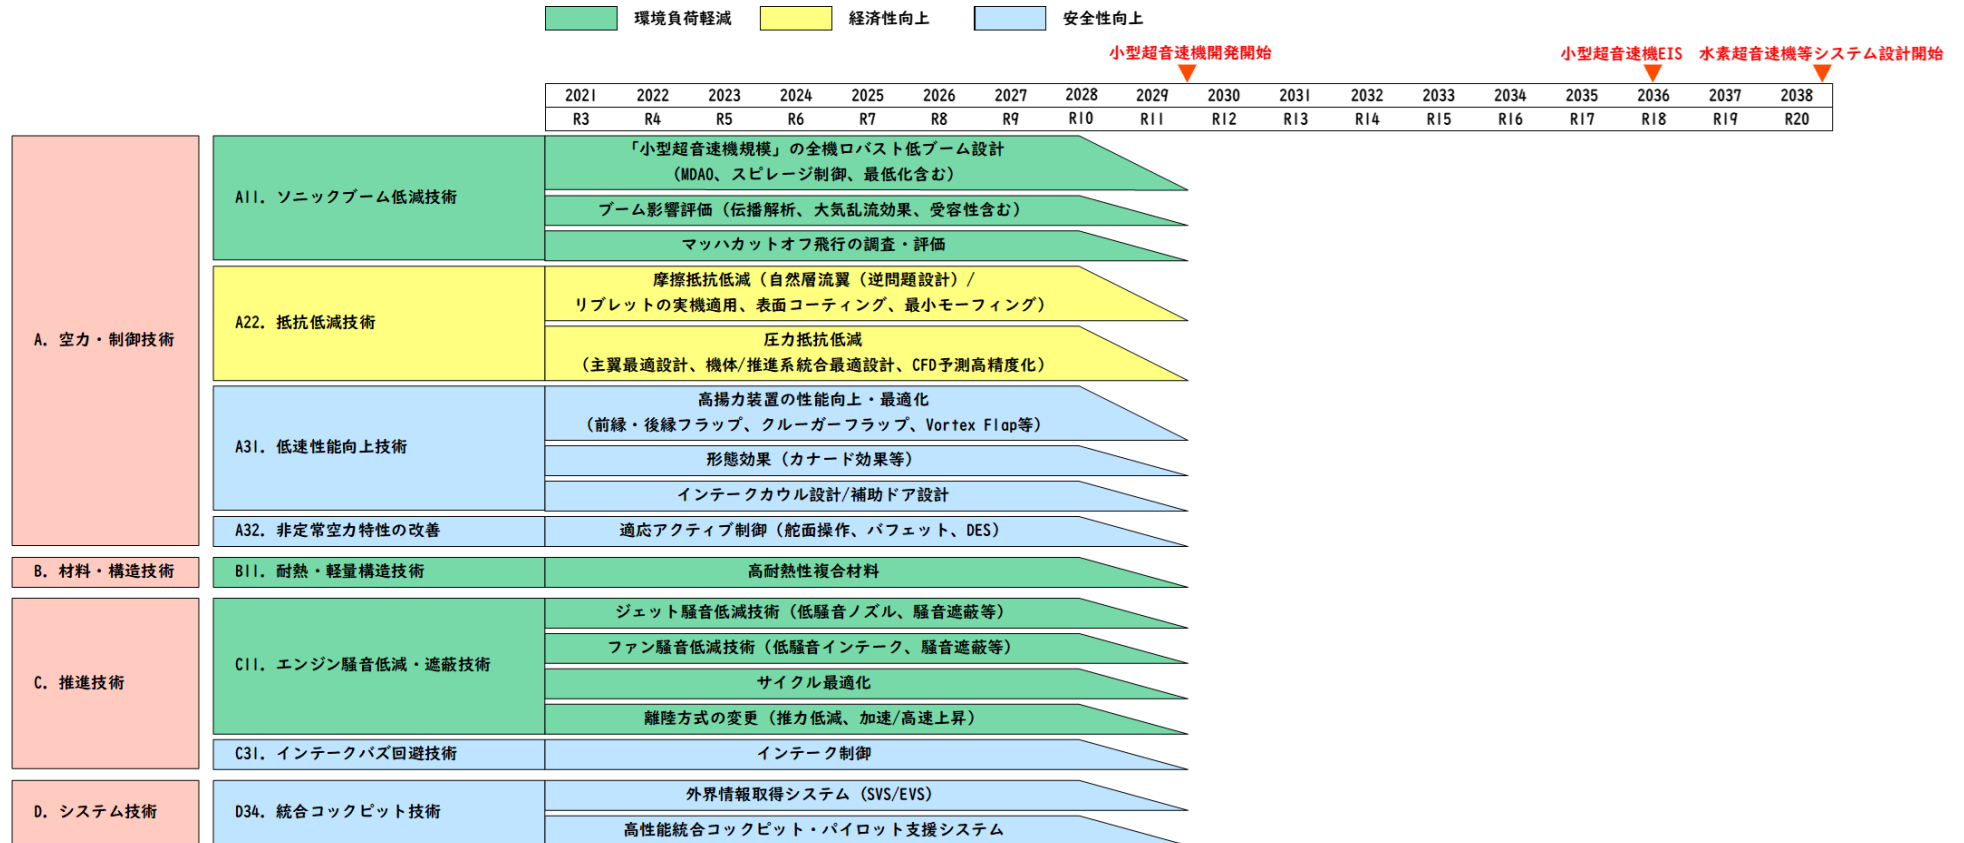 環境負荷軽減
経済性向上
安全性向上
小型超音速機開発開始
小型超音速機EIS
水素超音速機等システム設計開始
2021 2022 2023 2024 2025 2026 2027 2028 2029 2030 2031 2032 2033 2034 2035 2036 2037 2038
R3 R4 R5 R6 R7 R8 R9 R10 R11 R12 R13 R14 R15 R16 R17 R18 R19 R20
A. 空力・制御技術
A11. ソニックブーム低減技術
「小型超音速機規模」の全機ロバスト低ブーム設計
(MDAO、スピレージ制御、最低化含む)
ブーム影響評価(伝播解析、大気乱流効果、受容性含む)
マッハカットオフ飛行の調査・評価
A22. 抵抗低減技術
摩擦抵抗低減(自然層流翼(逆問題設計)/
リブレットの実機適用、表面コーティング、最小モーフィング)
圧力抵抗低減
(主翼最適設計、機体/推進系統合最適設計、CFD予測高精度化)
A31. 低速性能向上技術
高揚力装置の性能向上・最適化
(前縁・後縁フラップ、クルーガーフラップ、Vortex Flap等)
形態効果(カナード効果等)
インテークカウル設計/補助ドア設計
A32. 非定常空力特性の改善
適応アクティブ制御(舵面操作、バフェット、DES)
B. 材料・構造技術
B11. 耐熱・軽量構造技術
高耐熱性複合材料
C. 推進技術
C11. エンジン騒音低減・遮蔽技術
ジェット騒音低減技術(低騒音ノズル、騒音遮蔽等)
ファン騒音低減技術(低騒音インテーク、騒音遮蔽等)
サイクル最適化
離陸方式の変更(推力低減、加速/高速上昇)
C31. インテークバズ回避技術
インテーク制御
D. システム技術
D34. 統合コックピット技術
外界情報取得システム(SVS/EVS)
高性能統合コックピット・パイロット支援システム